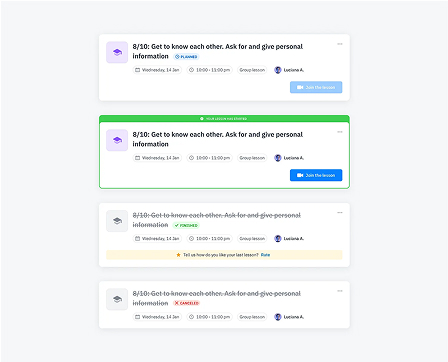 8/10: Get to know each other. Ask for and give personal
information PLANNED
Wednesday, 14 Jan 10:00 - 11:00 pm Group lesson Luciana A.
Join the lesson
YOUR LESSON HAS STARTED
8/10: Get to know each other. Ask for and give personal
information
Wednesday, 14 Jan 10:00 - 11:00 pm Group lesson Luciana A.
Join the lesson
8/10: Get to know each other. Ask for and give personal
information FINISHED
Wednesday, 14 Jan 10:00 - 11:00 pm Group lesson Luciana A.
Tell us how do you like your last lesson? Rate
8/10: Get to know each other. Ask for and give personal
information CANCELED
Wednesday, 14 Jan 10:00 - 11:00 pm Group lesson Luciana A.